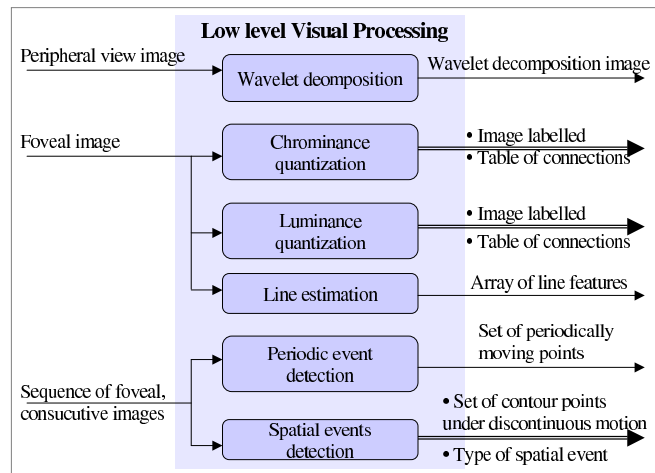 Low level Visual Processing
Peripheral view image
Wavelet deomposition
Wavelet decomposition image
Foveal image
Chrominance
quantization
• Image labelled
• Table of connections
Luminance
quantization
• Image labelled
• Table of connections
Line estimation
Array of line features
Sequence of foveal,
consucutive images
Periodic event
detection
Set of periodically
moving points
Spatial events
detection
• Set of contour points
under discontinuous motion
• Type of spatial event